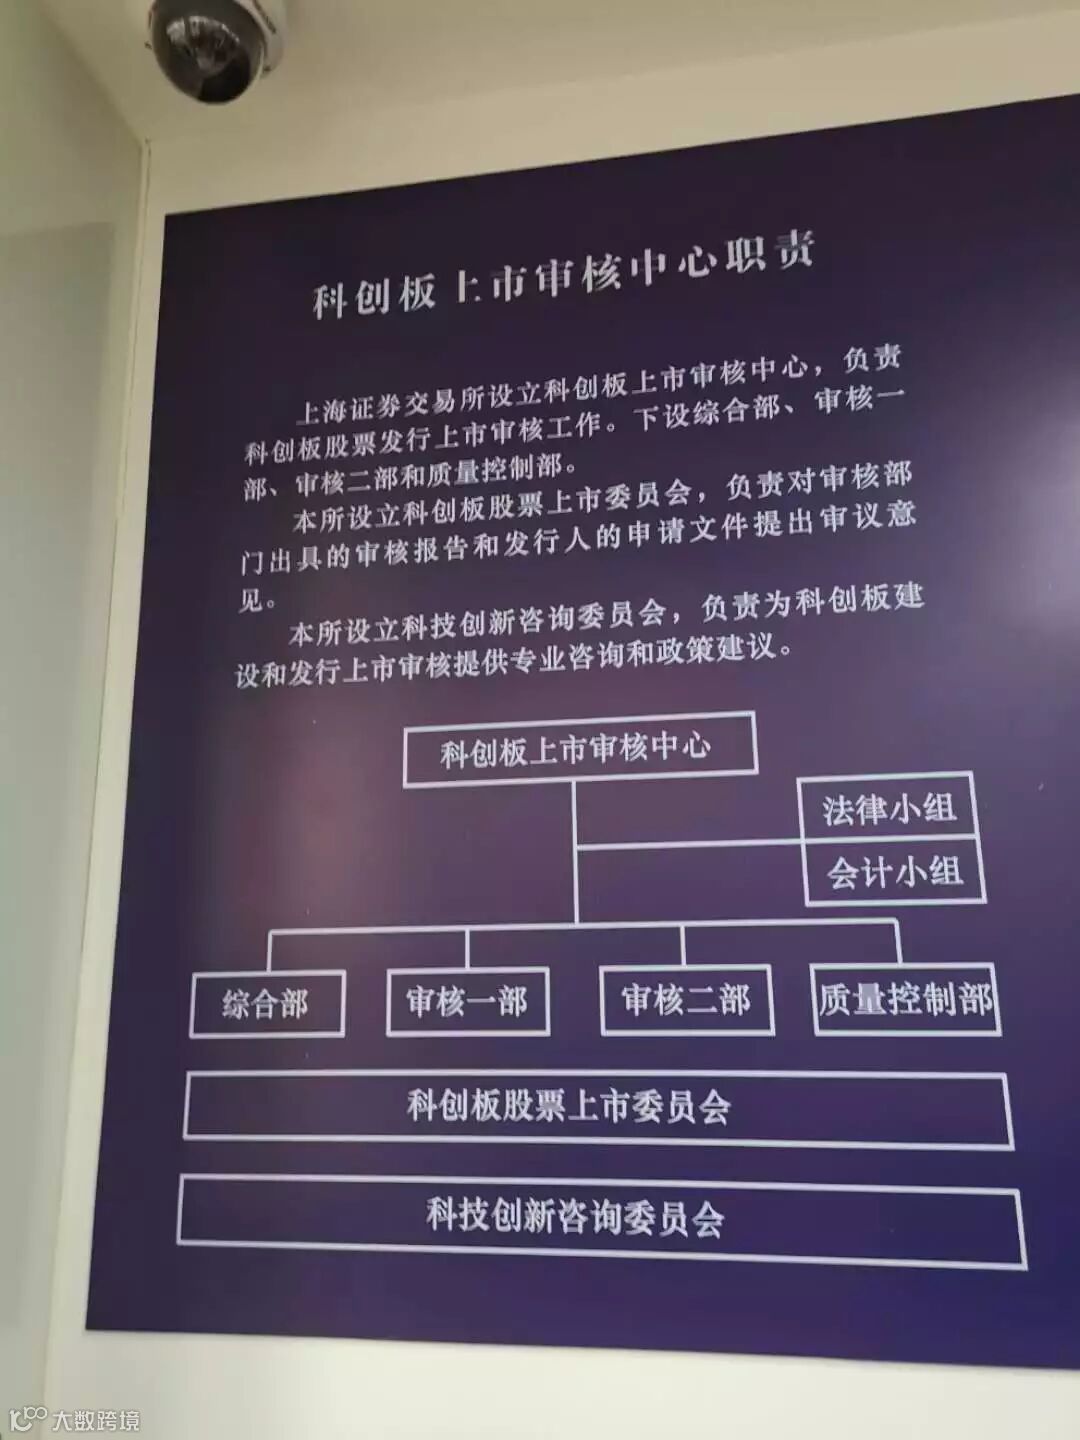 科创板上市审核中心职责
上海证券交易所设立科创板上市审核中心，负责
科创板股票发行上市审核工作。下设综合部、审核一
部、审核二部和质量控制部。
本所设立科创板股票上市委员会，负责对审核部
门出具的审核报告和发行人的申请文件提出审议意
见。
本所设立科技创新咨询委员会，负责为科创板建
设和发行上市审核提供专业咨询和政策建议。
科创板上市审核中心
法律小组
会计小组
综合部
审核一部
审核二部
质量控制部
科创板股票上市委员会
科技创新咨询委员会
大数跨境